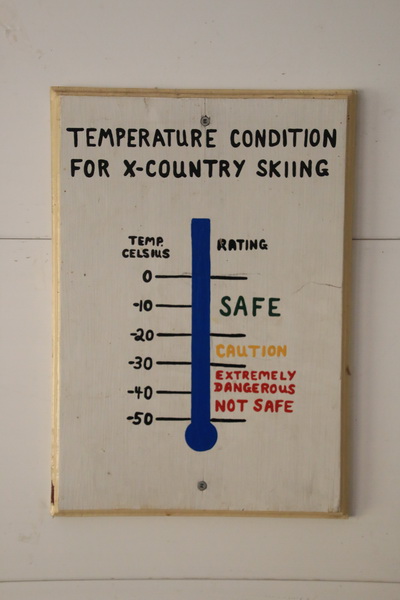 TEMPERATURE CONDITION
FOR X-COUNTRY SKIING
TEMP. RATING
CELSIUS
0
-10 SAFE
-20
CAUTION
-30
EXTREMELY
DANGEROUS
-40
NOT SAFE
-50